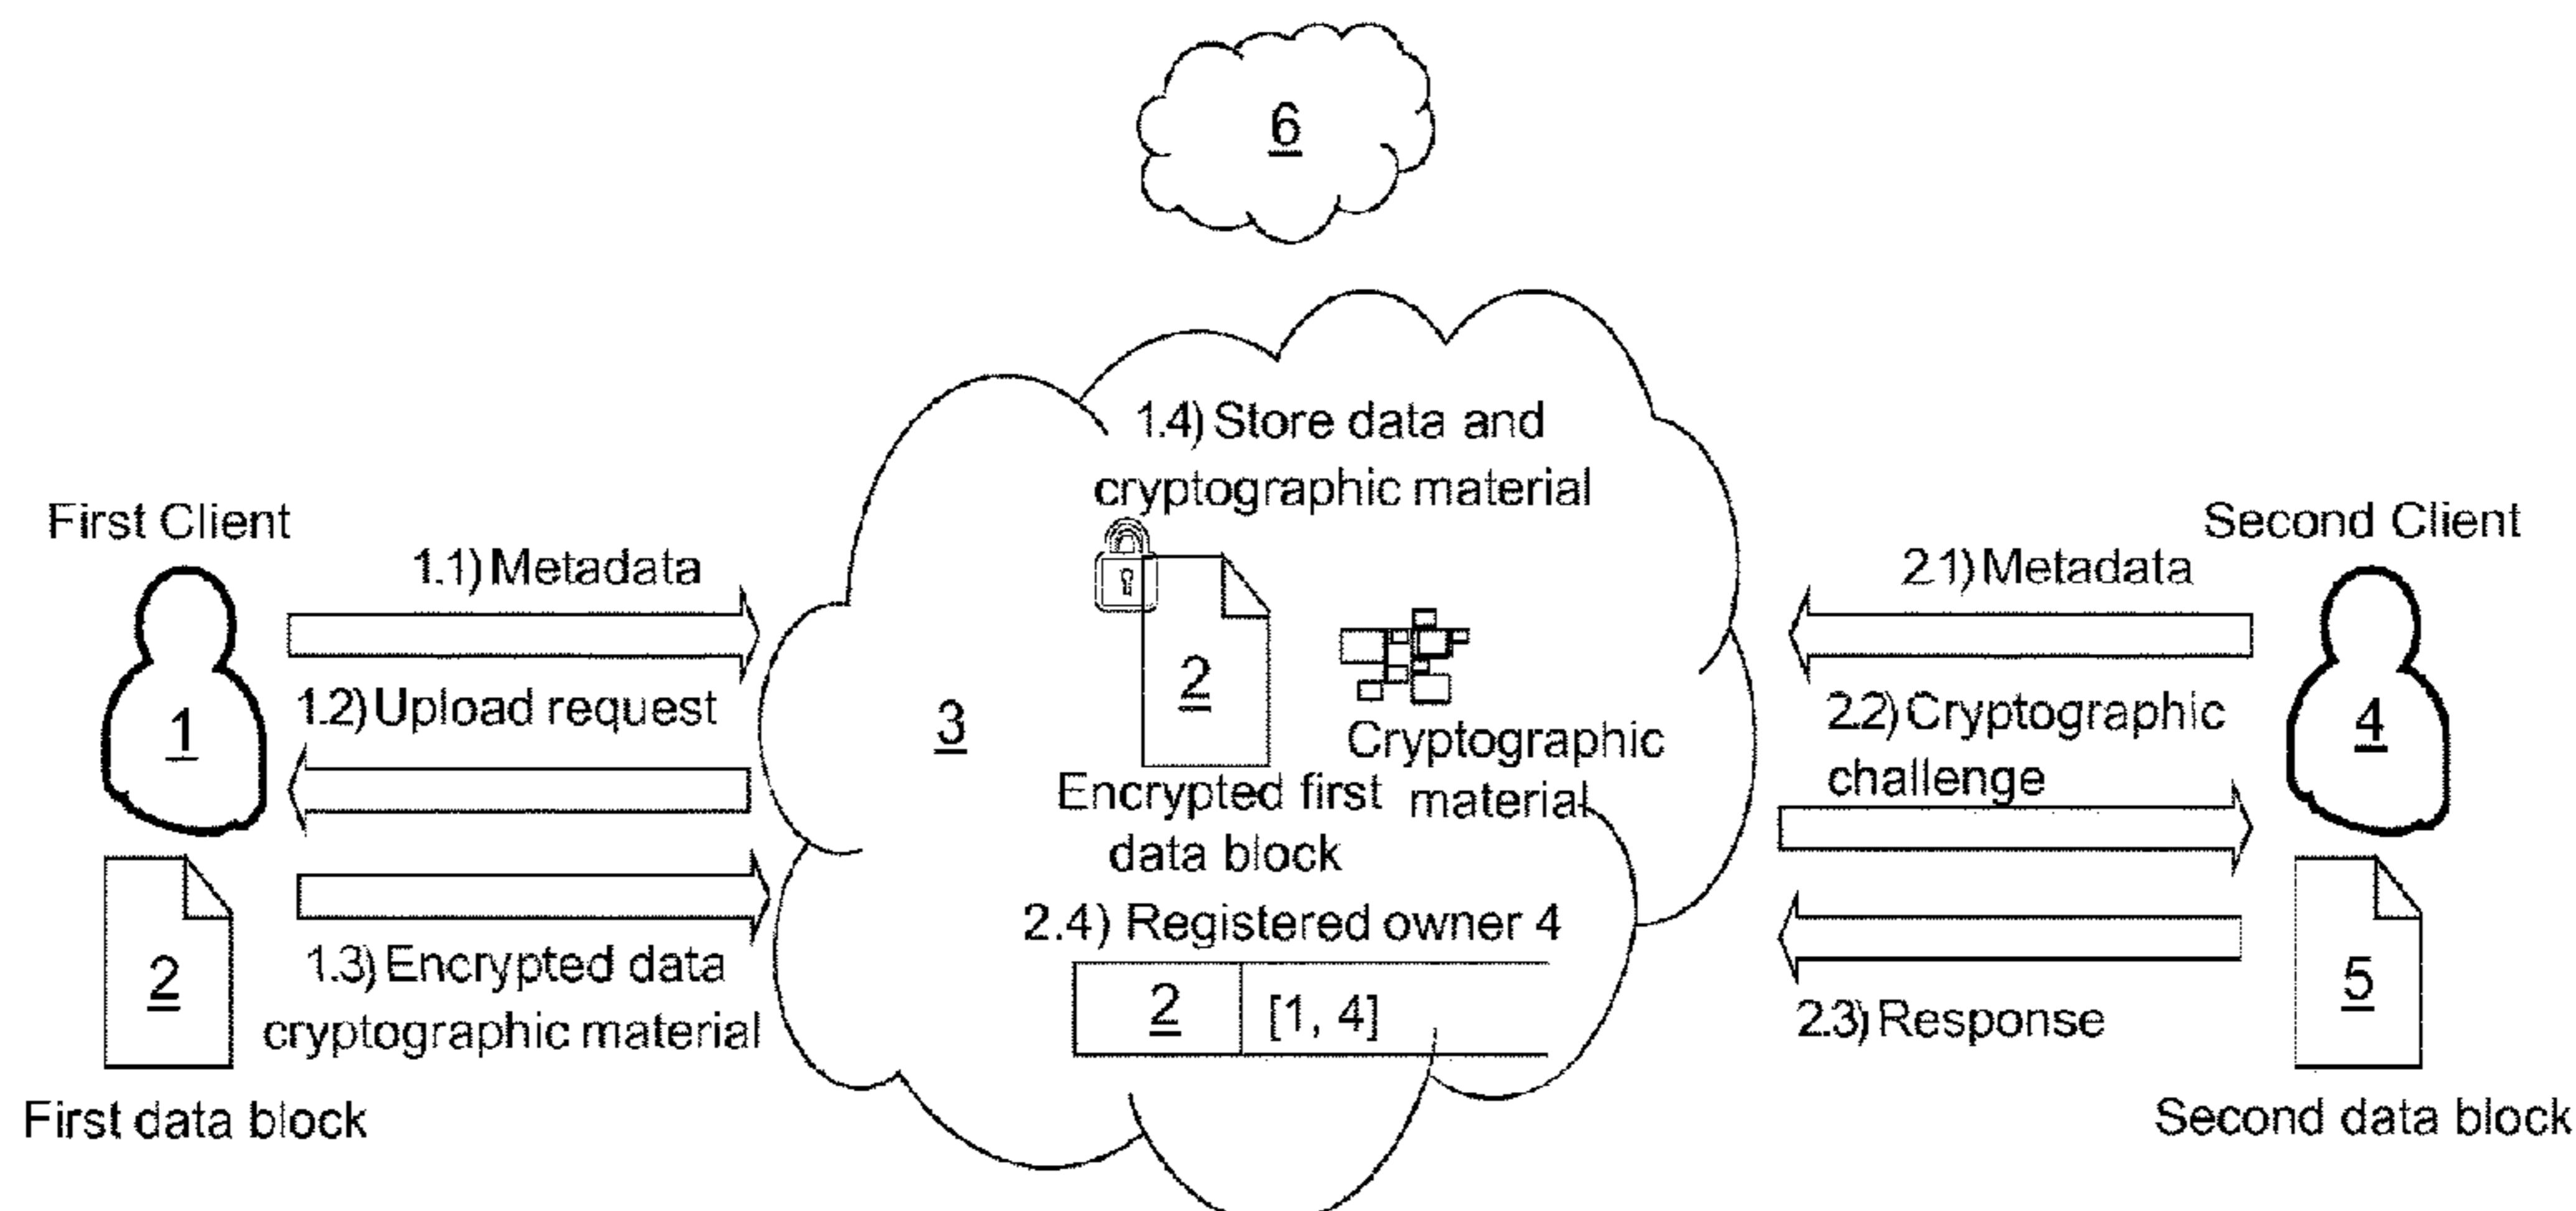 6
1.4) Store data and
cryptographic material
First Client
1.1) Metadata
1
1.2) Upload request
2
First data block
1.3) Encrypted data
cryptographic material
3
2
Encrypted first
data block
Cryptographic
material
2.4) Registered owner 4
2 [1, 4]
Second Client
2.1) Metadata
4
2.2) Cryptographic
challenge
2.3) Response
5
Second data block